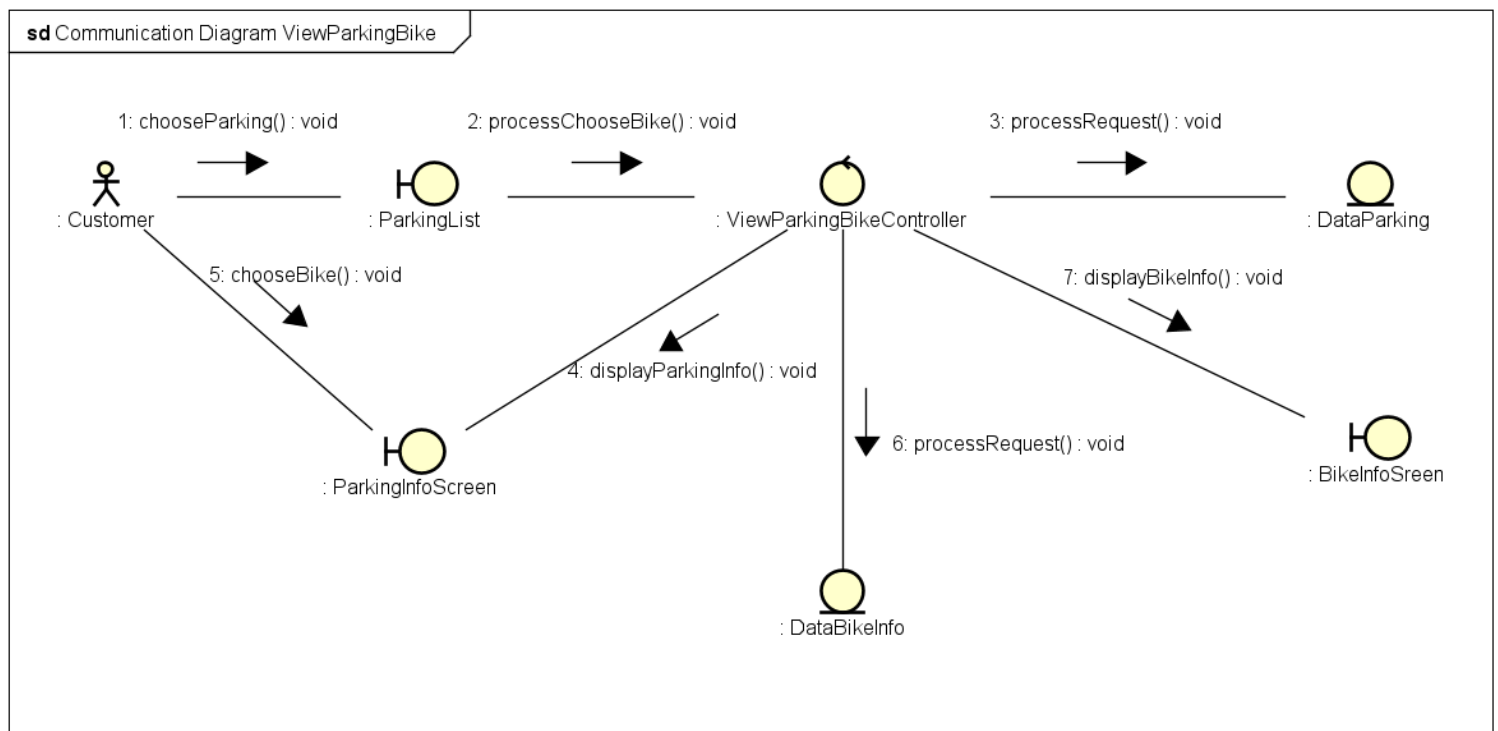 sd Communication Diagram ViewParkingBike
1: chooseParking() : void
2: processChooseBike() : void
3: processRequest() : void
: Customer
: ParkingList
: ViewParkingBikeController
: DataParking
5: chooseBike() : void
7: displayBikeInfo() : void
4: displayParkingInfo() : void
6: processRequest() : void
: ParkingInfoScreen
: BikeInfoSreen
: DataBikeInfo